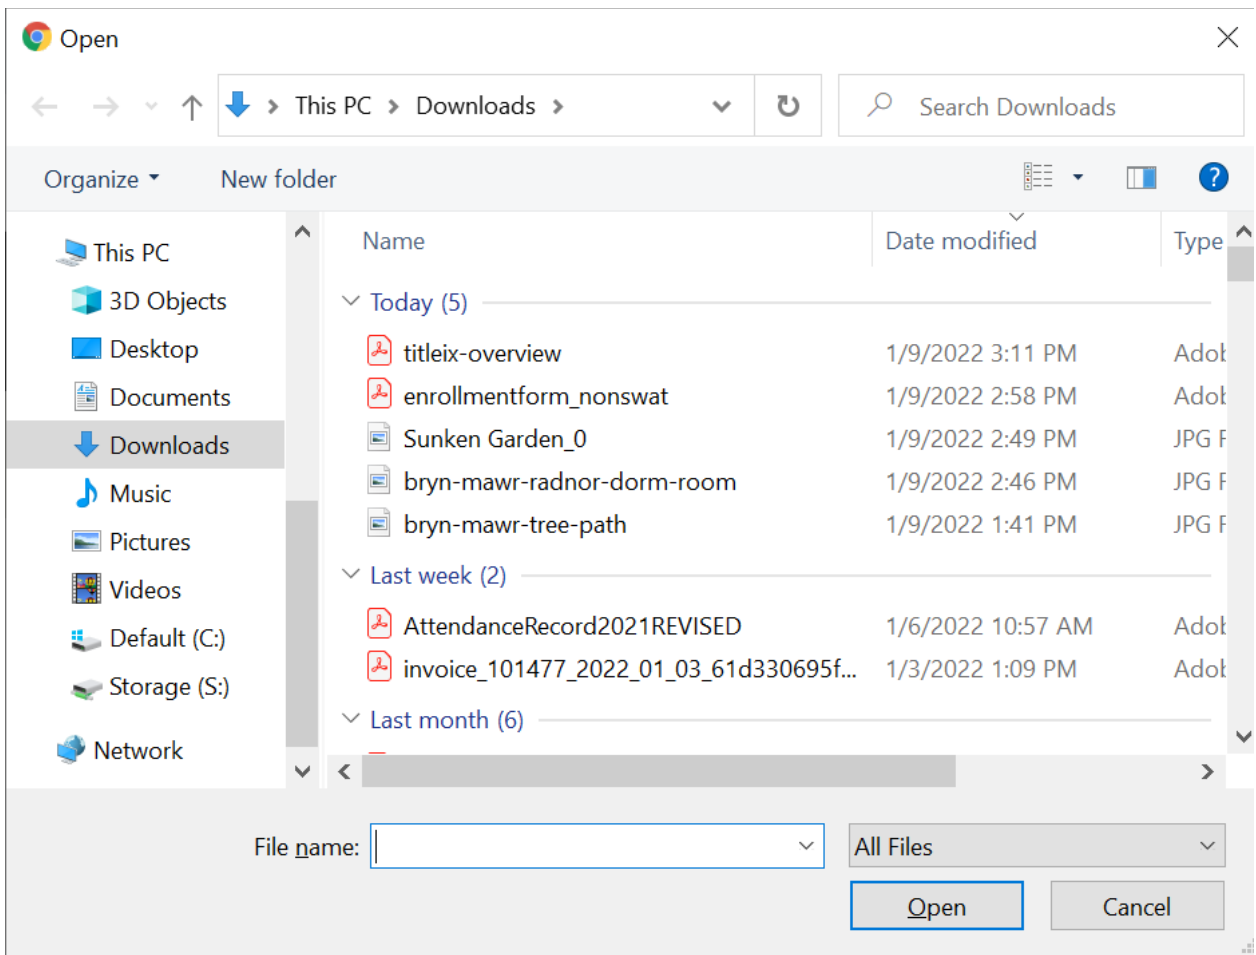 Open
This PC Downloads
Search Downloads
Organize New folder
This PC
3D Objects
Desktop
Documents
Downloads
Music
Pictures
Videos
Default (C:)
Storage (S:)
Network
Name Date modified Type
Today (5)
titleix-overview 1/9/2022 3:11 PM Adob
enrollmentform_nonswat 1/9/2022 2:58 PM Adob
Sunken Garden_0 1/9/2022 2:49 PM JPG F
bryn-mawr-radnor-dorm-room 1/9/2022 2:46 PM JPG F
bryn-mawr-tree-path 1/9/2022 1:41 PM JPG F
Last week (2)
AttendanceRecord2021REVISED 1/6/2022 10:57 AM Adob
invoice_101477_2022_01_03_61d330695f... 1/3/2022 1:09 PM Adob
Last month (6)
File name: All Files
Open Cancel